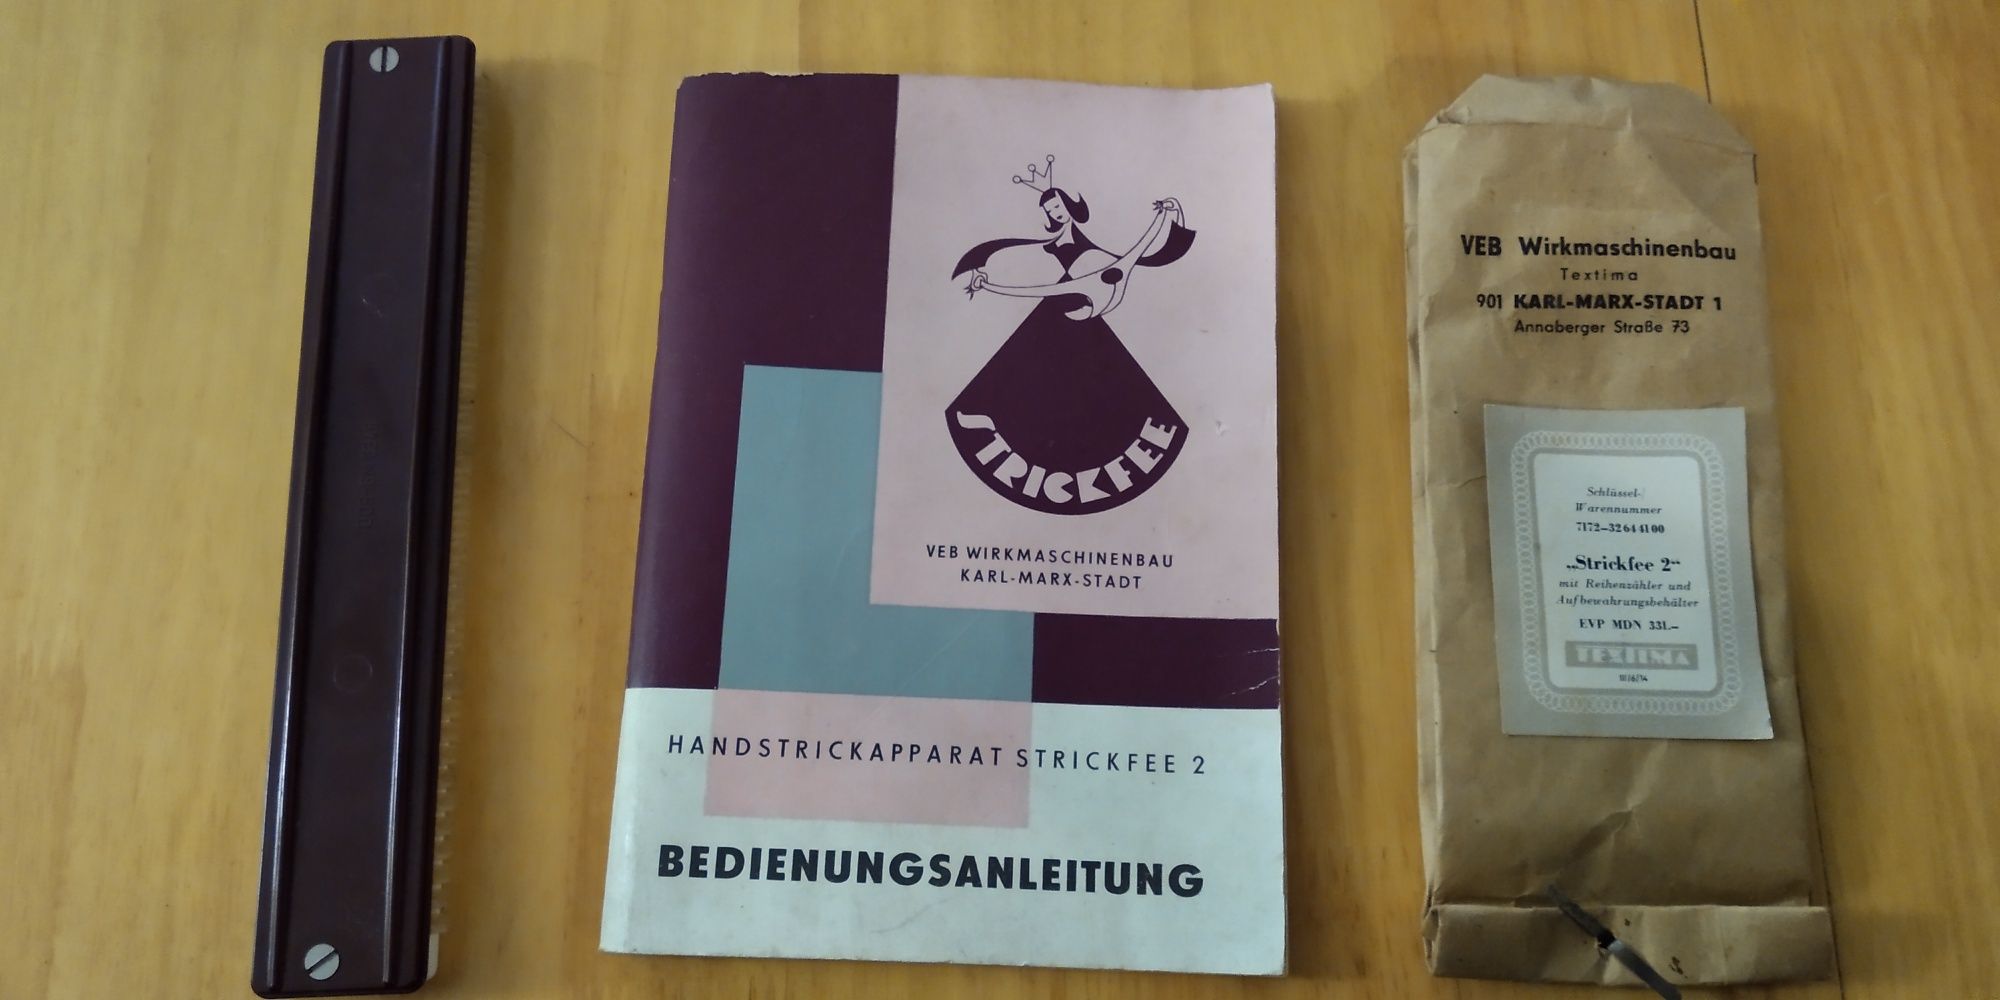 STRICKFEE
VEB WIRKMASCHINENBAU
KARL-MARX-STADT
HANDSTRICKAPPARAT STRICKFEE 2
BEDIENUNGSANLEITUNG
VEB Wirkmaschinenbau
Textima
901 KARL-MARX-STADT 1
Annaberger Straße 73
Schlüssel-
Warennummer
7172-32644100
„Strickfee 2“
mit Reihenzähler und
Aufbewahrungsbehälter
EVP MDN 331.-
TEXTIMA